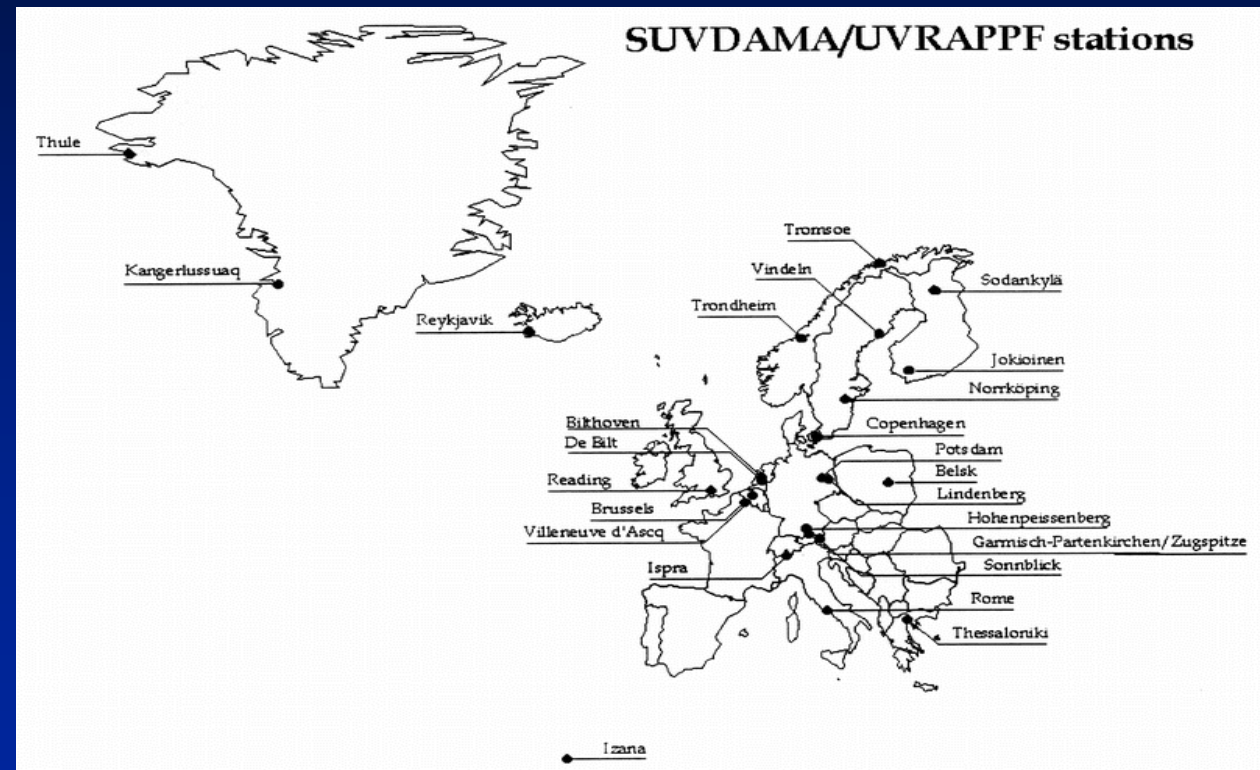 SUVDAMA/UVRAPPF stations
Thule
Kangerlussuaq
Reykjavik
Tromsoe
Vindeln
Sodankylä
Trondheim
Jokioinen
Norrköping
Bilthoven
Copenhagen
De Bilt
Potsdam
Belsk
Reading
Lindenberg
Brussels
Hohenpeissenberg
Villeneuve d'Ascq
Garmisch-Partenkirchen/Zugspitze
Ispra
Sonnblick
Rome
Thessaloniki
Izana